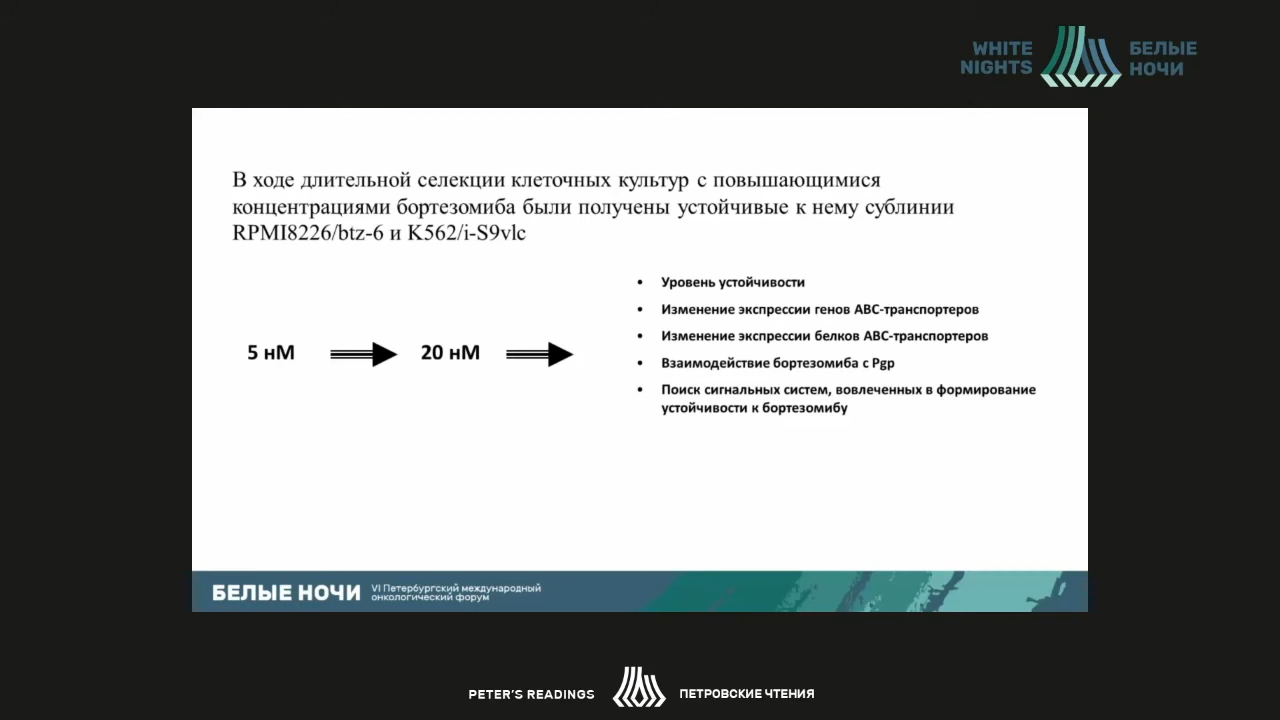 WHITE NIGHTS
БЕЛЫЕ НОЧИ
В ходе длительной селекции клеточных культур с повышающимися
концентрациями бортезомиба были получены устойчивые к нему сублинии
RPMI8226/btz-6 и K562/i-S9vlc
5 нМ
20 нМ
• Уровень устойчивости
• Изменение экспрессии генов АВС-транспортеров
• Изменение экспрессии белков АВС-транспортеров
• Взаимодействие бортезомиба с Pgp
• Поиск сигнальных систем, вовлеченных в формирование
устойчивости к бортезомибу
БЕЛЫЕ НОЧИ
VI Петербургский международный
онкологический форум
PETER'S READINGS
ПЕТРОВСКИЕ ЧТЕНИЯ